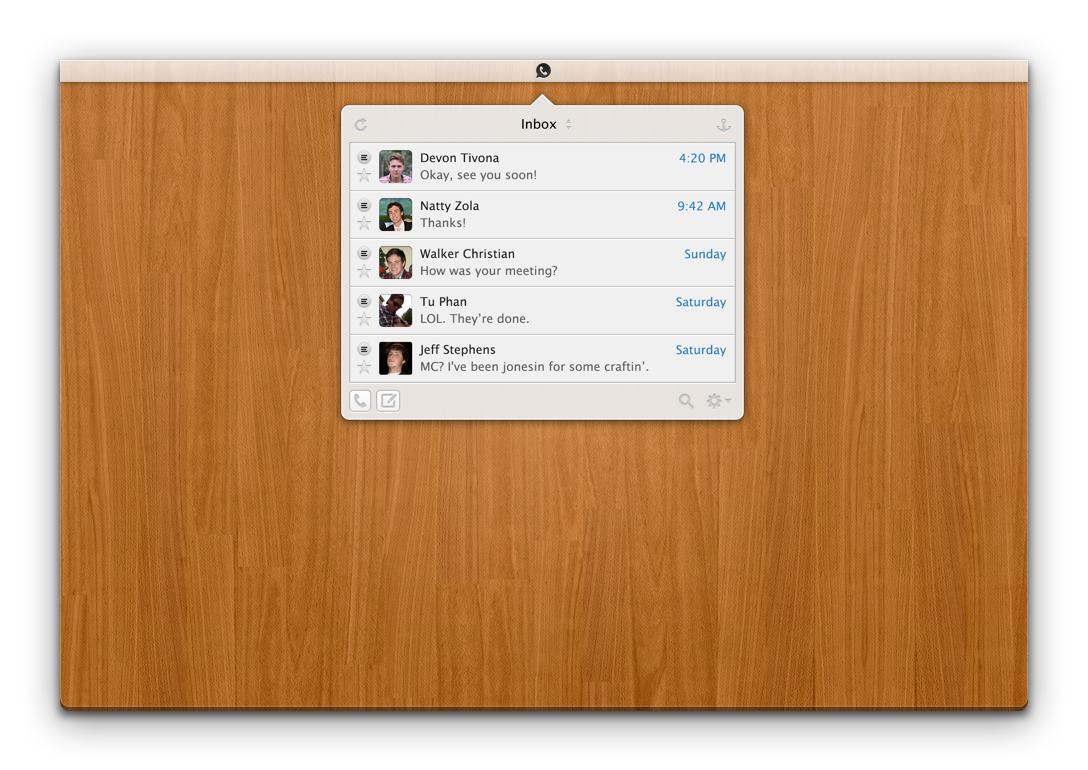 Inbox
Devon Tivona 4:20 PM
Okay, see you soon!
Natty Zola 9:42 AM
Thanks!
Walker Christian Sunday
How was your meeting?
Tu Phan Saturday
LOL. They're done.
Jeff Stephens Saturday
MC? I've been jonesin for some craftin'.